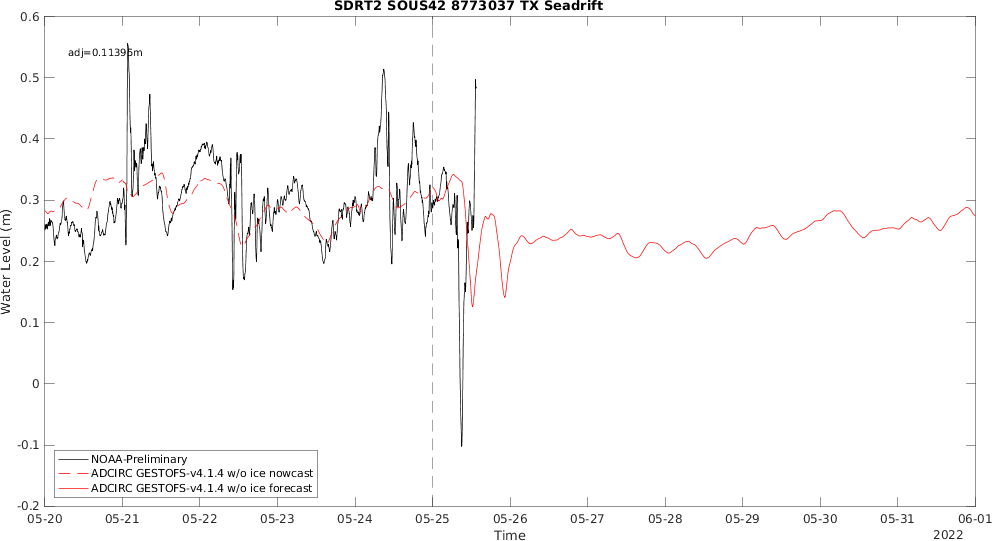 SDRT2 SOUS42 8773037 TX Seadrift
adj=0.11395m
Water Level (m)
0.6
0.5
0.4
0.3
0.2
0.1
0
-0.1
-0.2
NOAA-Preliminary
ADCIRC GESTOFS-v4.1.4 w/o ice nowcast
ADCIRC GESTOFS-v4.1.4 w/o ice forecast
05-20 05-21 05-22 05-23 05-24 05-25 05-26 05-27 05-28 05-29 05-30 05-31 06-01
Time
2022